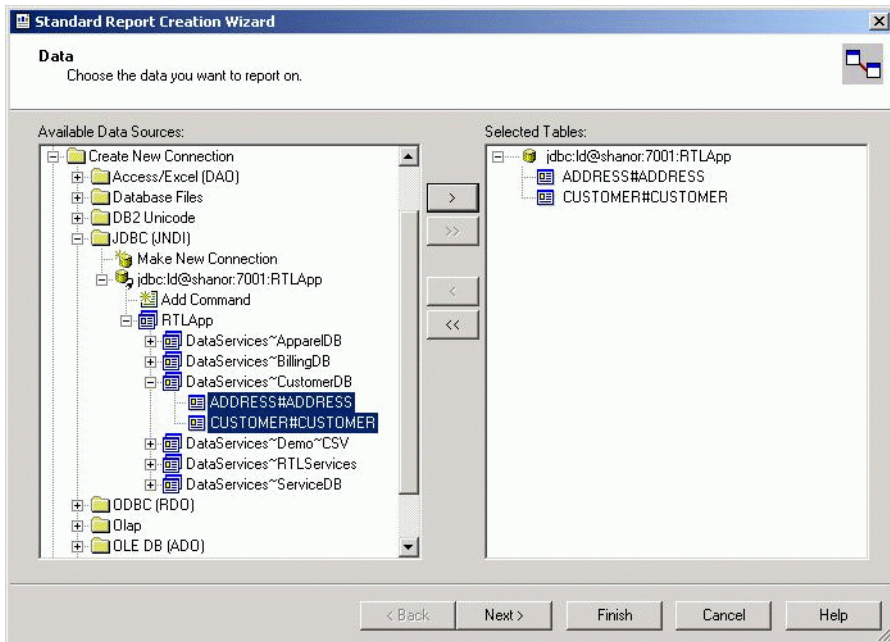 Standard Report Creation Wizard
Data
Choose the data you want to report on.
Available Data Sources:
Create New Connection
Access/Excel (DAO)
Database Files
DB2 Unicode
JDBC (JNDI)
Make New Connection
jdbc:ld@shanor:7001:RTLApp
Add Command
RTLApp
DataServices~ApparelDB
DataServices~BillingDB
DataServices~CustomerDB
ADDRESS#ADDRESS
CUSTOMER#CUSTOMER
DataServices~Demo~CSV
DataServices~RTLServices
DataServices~ServiceDB
ODBC (RDO)
Olap
OLE DB (ADO)
>
>>
<
<<
Selected Tables:
jdbc:ld@shanor:7001:RTLApp
ADDRESS#ADDRESS
CUSTOMER#CUSTOMER
< Back Next > Finish Cancel Help